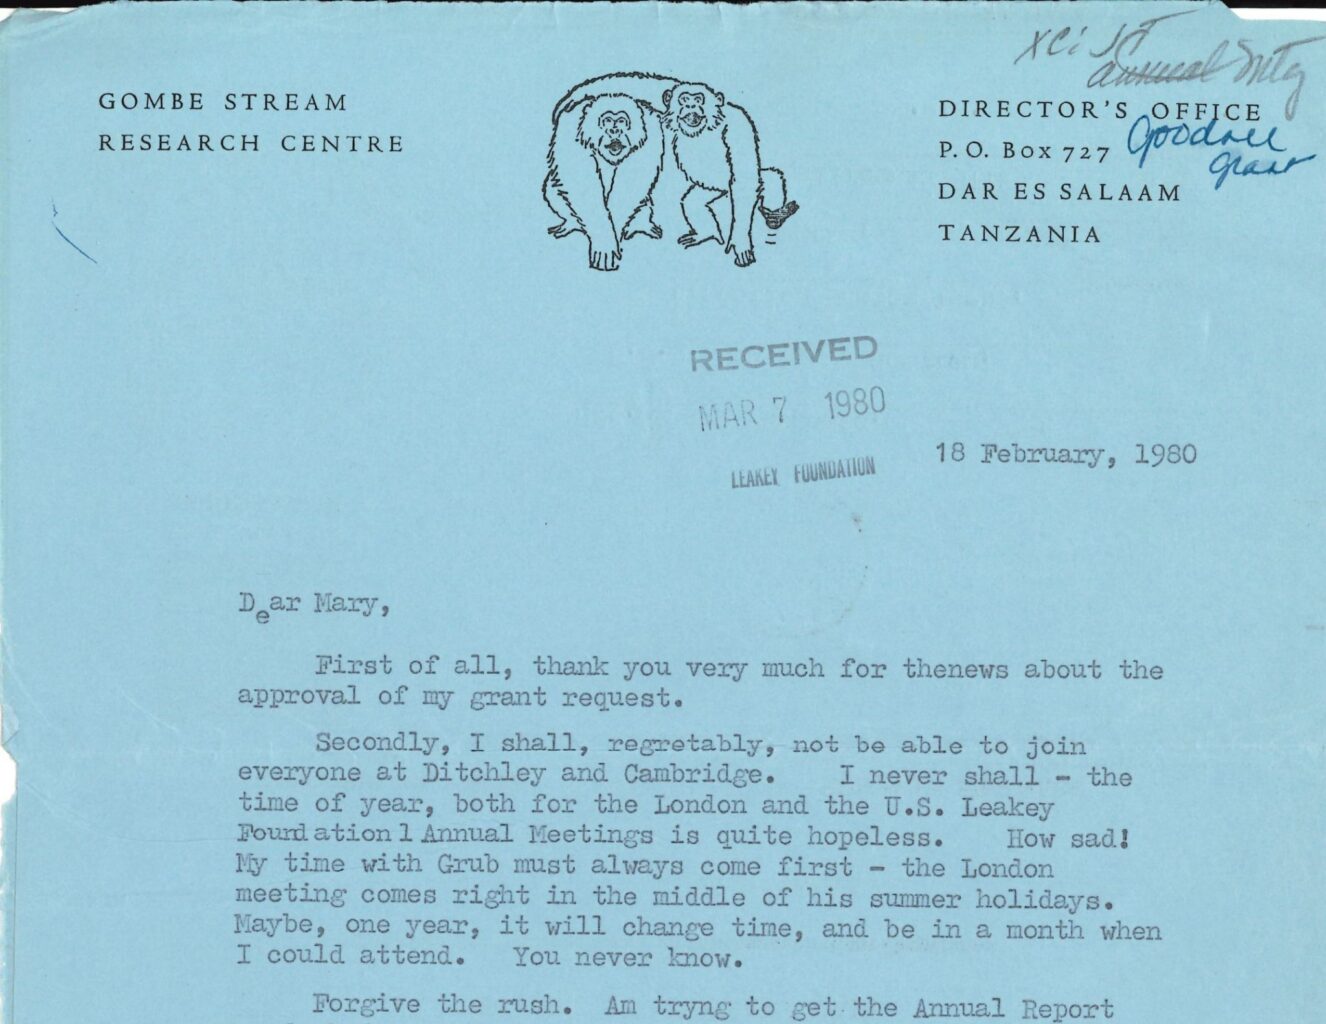 xc: JT
Annual Mtg
GOMBE STREAM
RESEARCH CENTRE
DIRECTOR'S OFFICE
P.O. Box 727
DAR ES SALAAM
TANZANIA
Goodall
grant
RECEIVED
MAR 7 1980
LEAKEY FOUNDATION
18 February, 1980
Dear Mary,
First of all, thank you very much for thenews about the
approval of my grant request.
Secondly, I shall, regretably, not be able to join
everyone at Ditchley and Cambridge. I never shall - the
time of year, both for the London and the U.S. Leakey
Foundation l Annual Meetings is quite hopeless. How sad!
My time with Grub must always come first - the London
meeting comes right in the middle of his summer holidays.
Maybe, one year, it will change time, and be in a month when
I could attend. You never know.
Forgive the rush. Am tryng to get the Annual Report